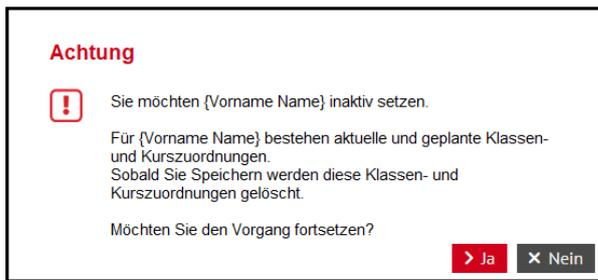 Achtung
Sie möchten {Vorname Name} inaktiv setzen.
Für {Vorname Name} bestehen aktuelle und geplante Klassen-
und Kurszuordnungen.
Sobald Sie Speichern werden diese Klassen- und
Kurszuordnungen gelöscht.
Möchten Sie den Vorgang fortsetzen?
Ja
Nein